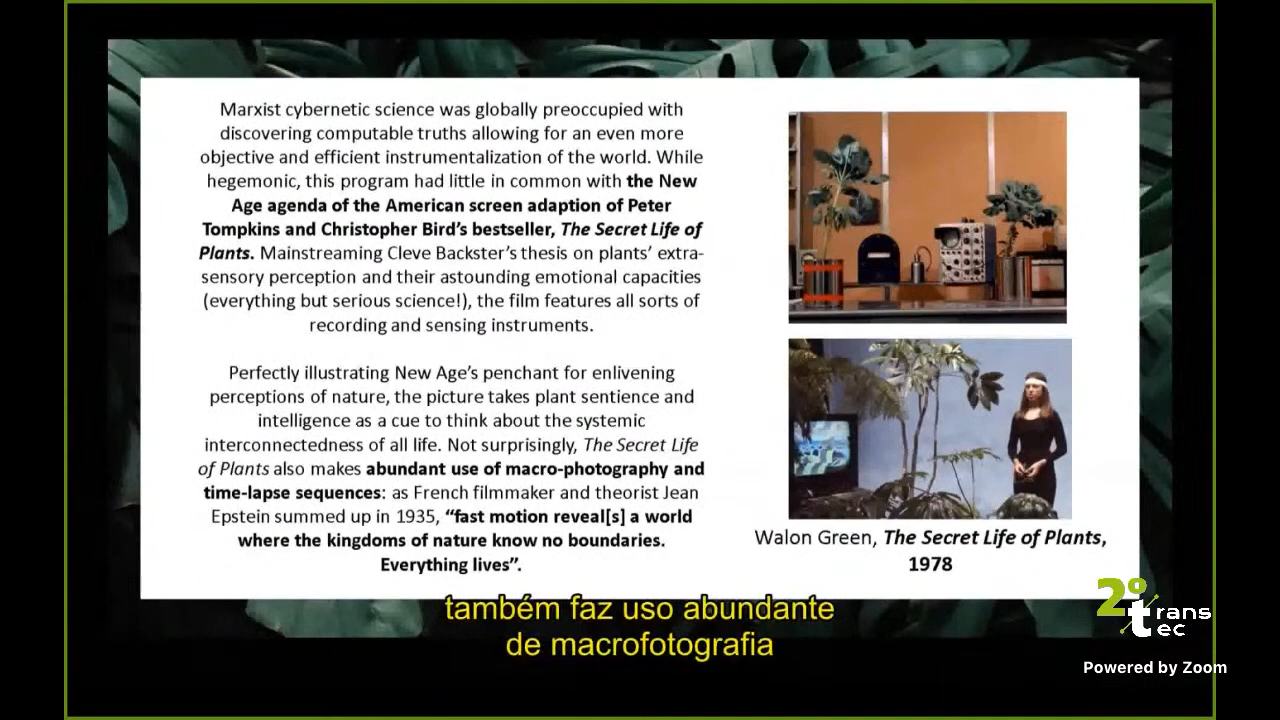 Marxist cybernetic science was globally preoccupied with
discovering computable truths allowing for an even more
objective and efficient instrumentalization of the world. While
hegemonic, this program had little in common with the New
Age agenda of the American screen adaption of Peter
Tompkins and Christopher Bird’s bestseller, The Secret Life of
Plants. Mainstreaming Cleve Backster’s thesis on plants’ extra-
sensory perception and their astounding emotional capacities
(everything but serious science!), the film features all sorts of
recording and sensing instruments.
Perfectly illustrating New Age’s penchant for enlivening
perceptions of nature, the picture takes plant sentience and
intelligence as a cue to think about the systemic
interconnectedness of all life. Not surprisingly, The Secret Life
of Plants also makes abundant use of macro-photography and
time-lapse sequences: as French filmmaker and theorist Jean
Epstein summed up in 1935, “fast motion reveal[s] a world
where the kingdoms of nature know no boundaries.
Everything lives”.
Walon Green, The Secret Life of Plants,
1978
também faz uso abundante
de macrofotografia
2º trans
tec
Powered by Zoom